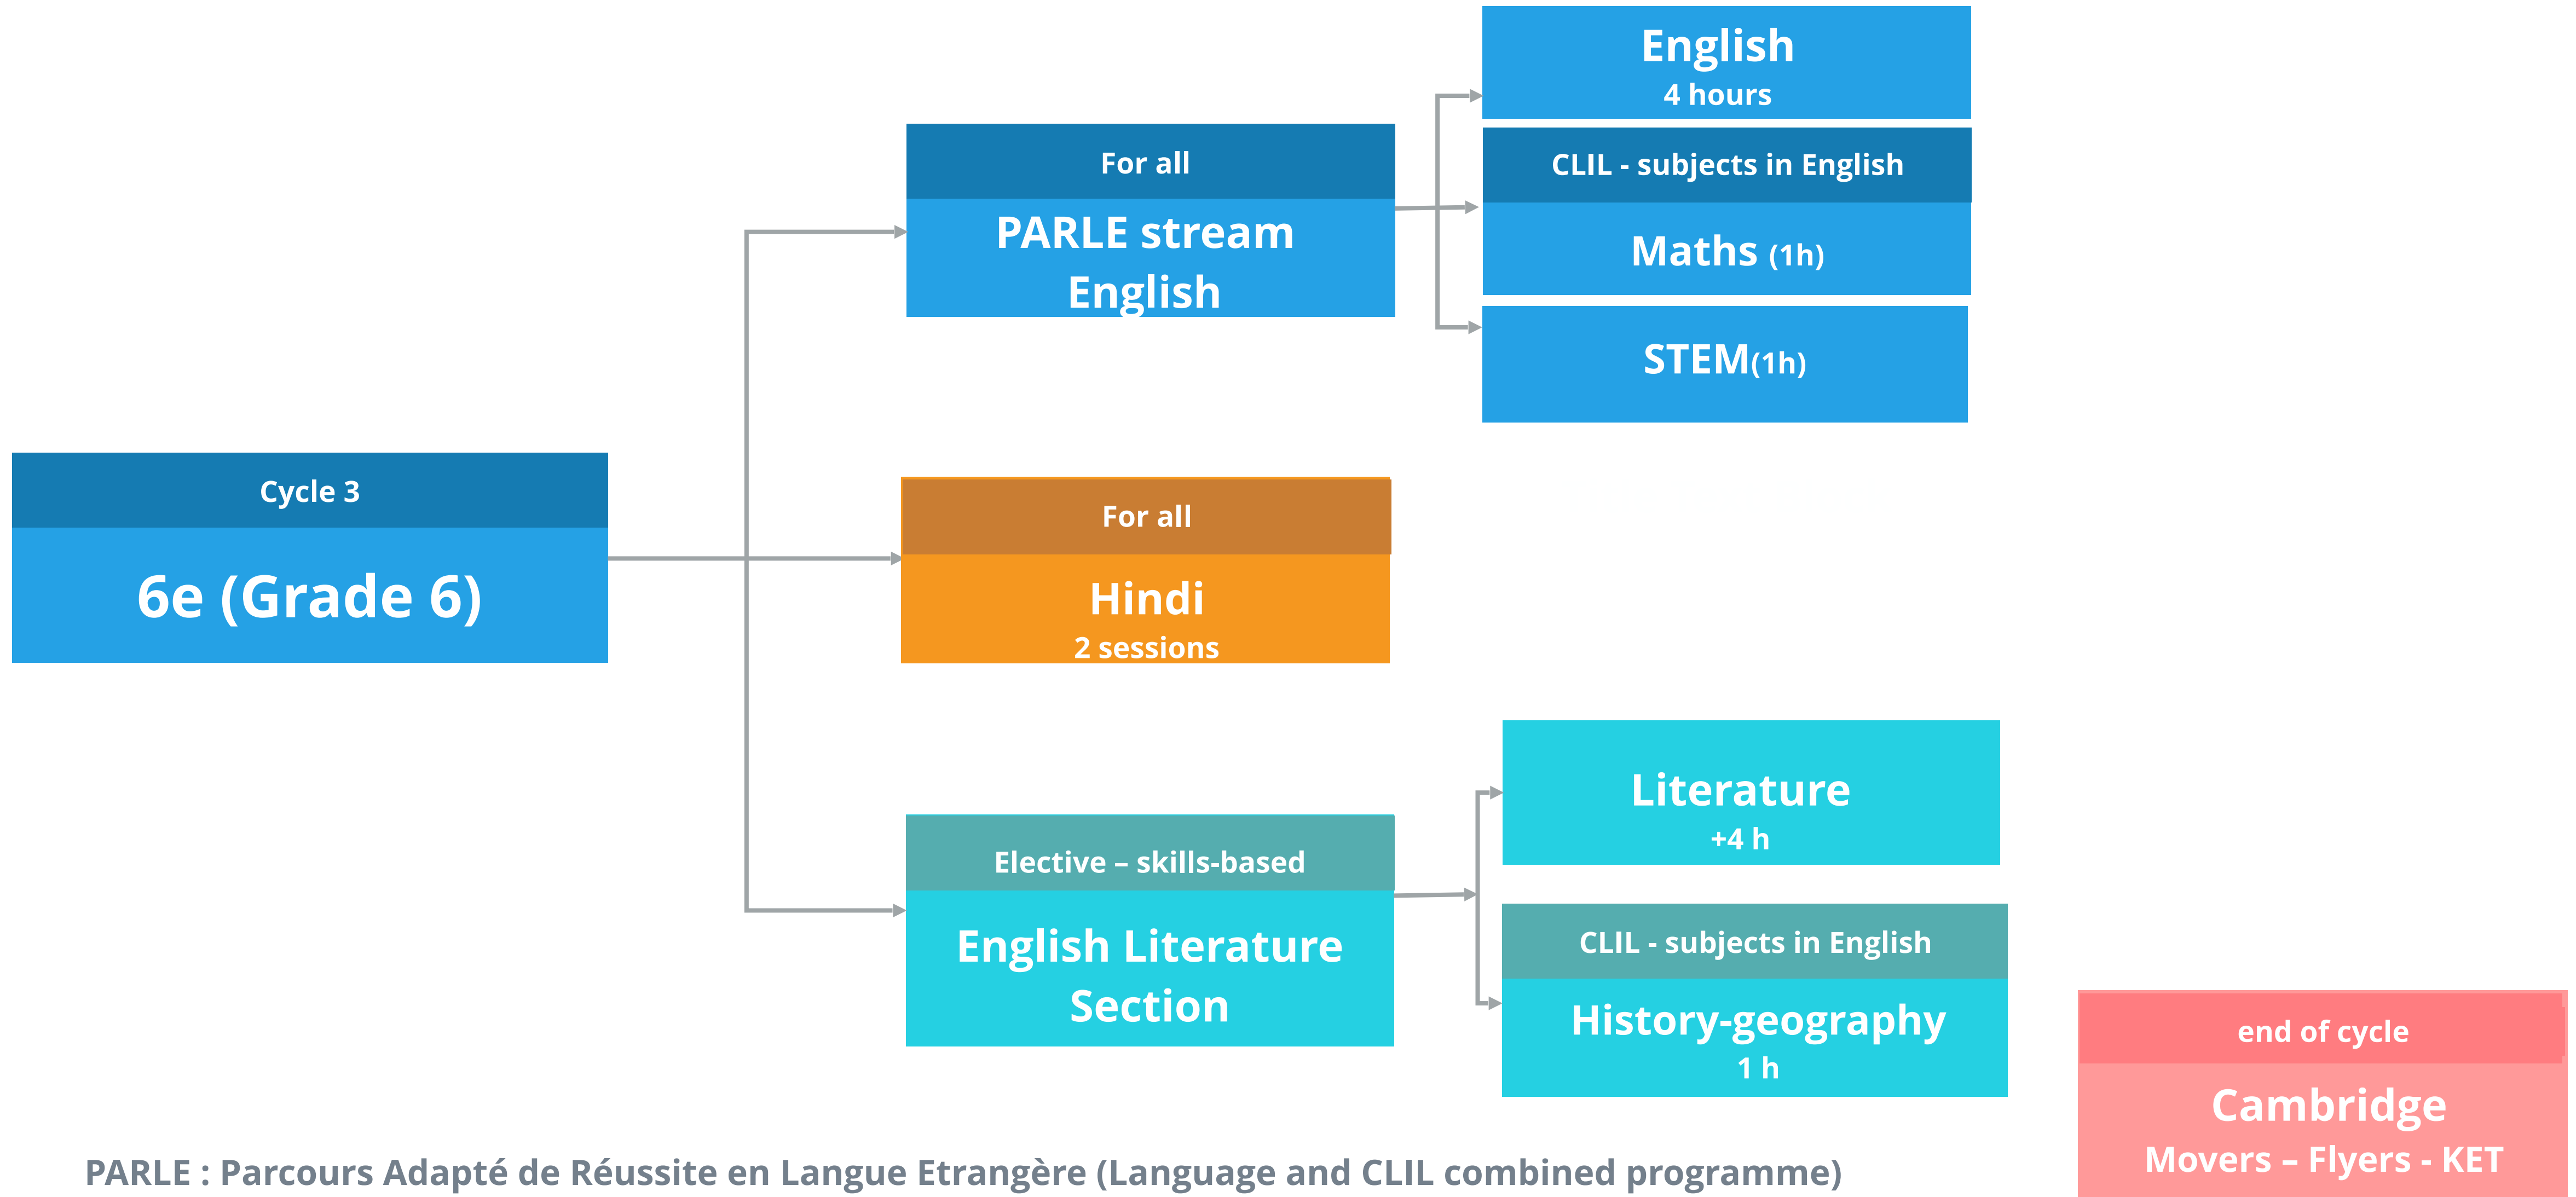 Cycle 3
6e (Grade 6)
For all
PARLE stream
English
English
4 hours
CLIL - subjects in English
Maths (1h)
STEM(1h)
For all
Hindi
2 sessions
Elective – skills-based
English Literature
Section
Literature
+4 h
CLIL - subjects in English
History-geography
1 h
end of cycle
Cambridge
Movers – Flyers - KET
PARLE : Parcours Adapté de Réussite en Langue Etrangère (Language and CLIL combined programme)